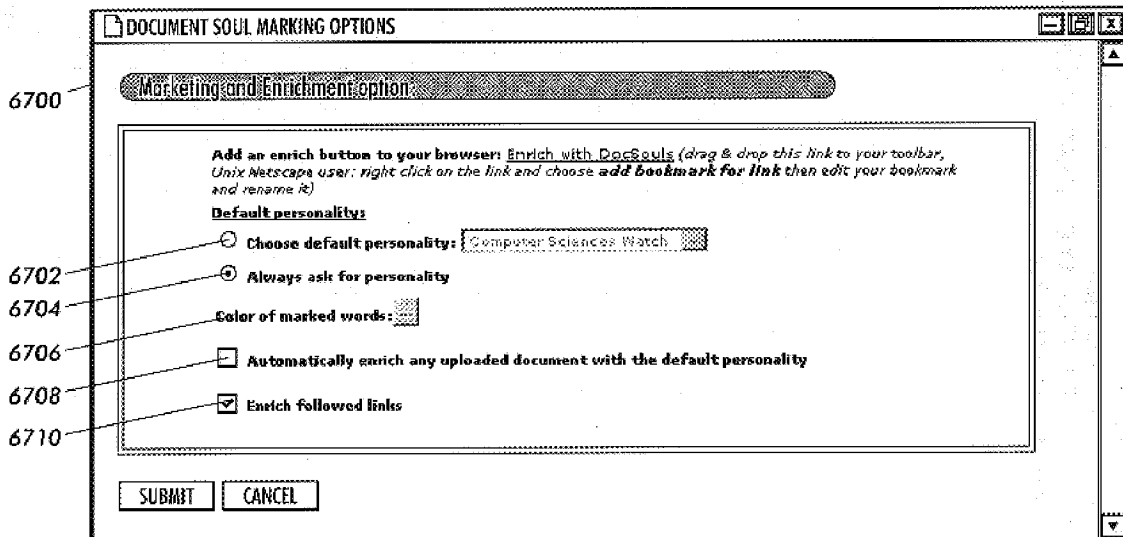 DOCUMENT SOUL MARKING OPTIONS
6700
Marketing and Enrichment option
Add an enrich button to your browser: Enrich with DocSouls (drag & drop this link to your toolbar,
Unix Netscape user: right click on the link and choose add bookmark for link then edit your bookmark
and rename it)
Default personality:
6702
Choose default personality: Computer Sciences Watch
6704
Always ask for personality
6706
Color of marked words:
6708
Automatically enrich any uploaded document with the default personality
6710
Enrich followed links
SUBMIT CANCEL